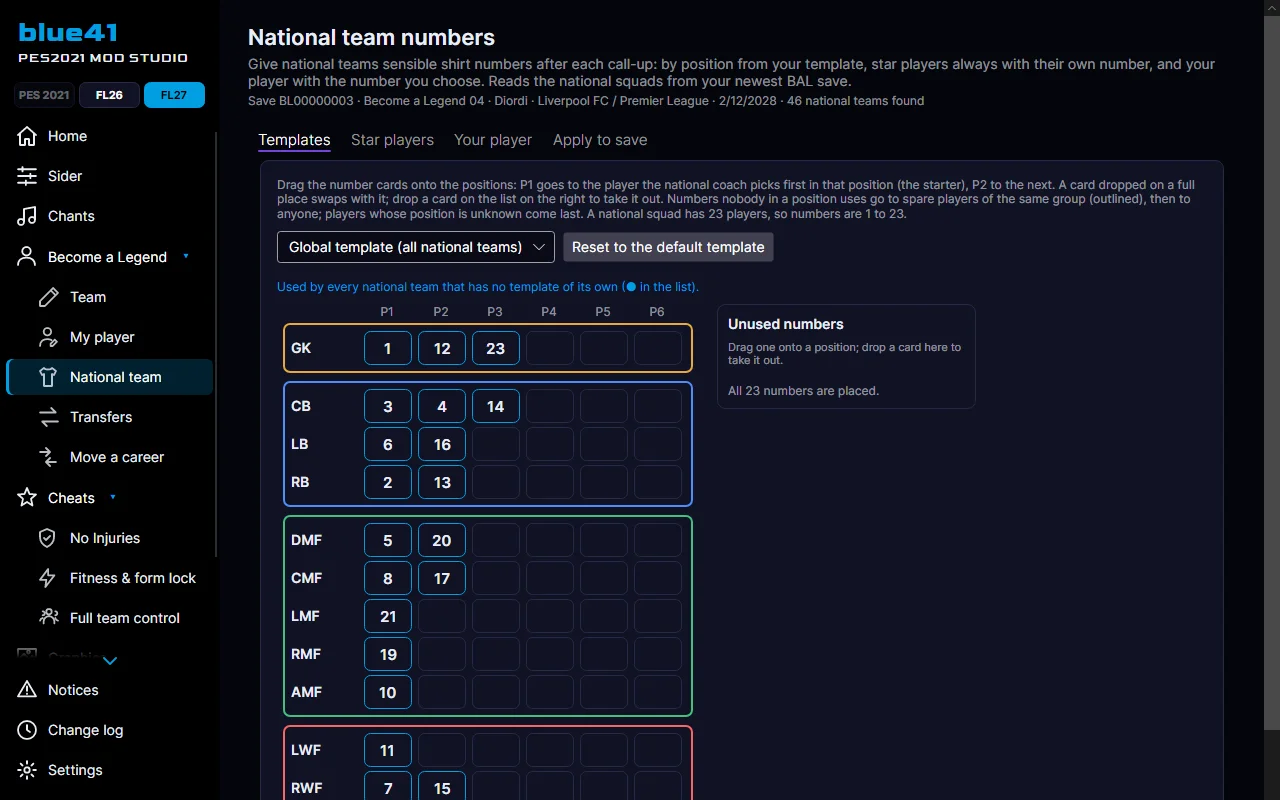 blue41
PES2021 MOD STUDIO
PES 2021 FL26 FL27
Home
Sider
Chants
Become a Legend
Team
My player
National team
Transfers
Move a career
Cheats
No Injuries
Fitness & form lock
Full team control
Notices
Change log
Settings
National team numbers
Give national teams sensible shirt numbers after each call-up: by position from your template, star players always with their own number, and your
player with the number you choose. Reads the national squads from your newest BAL save.
Save BL00000003 · Become a Legend 04 · Diordi · Liverpool FC / Premier League · 2/12/2028 · 46 national teams found
Templates Star players Your player Apply to save
Drag the number cards onto the positions: P1 goes to the player the national coach picks first in that position (the starter), P2 to the next. A card dropped on a full
place swaps with it; drop a card on the list on the right to take it out. Numbers nobody in a position uses go to spare players of the same group (outlined), then to
anyone; players whose position is unknown come last. A national squad has 23 players, so numbers are 1 to 23.
Global template (all national teams) Reset to the default template
Used by every national team that has no template of its own (● in the list).
P1 P2 P3 P4 P5 P6
GK 1 12 23
CB 3 4 14
LB 6 16
RB 2 13
DMF 5 20
CMF 8 17
LMF 21
RMF 19
AMF 10
LWF 11
RWF 7 15
Unused numbers
Drag one onto a position; drop a card here to
take it out.
All 23 numbers are placed.